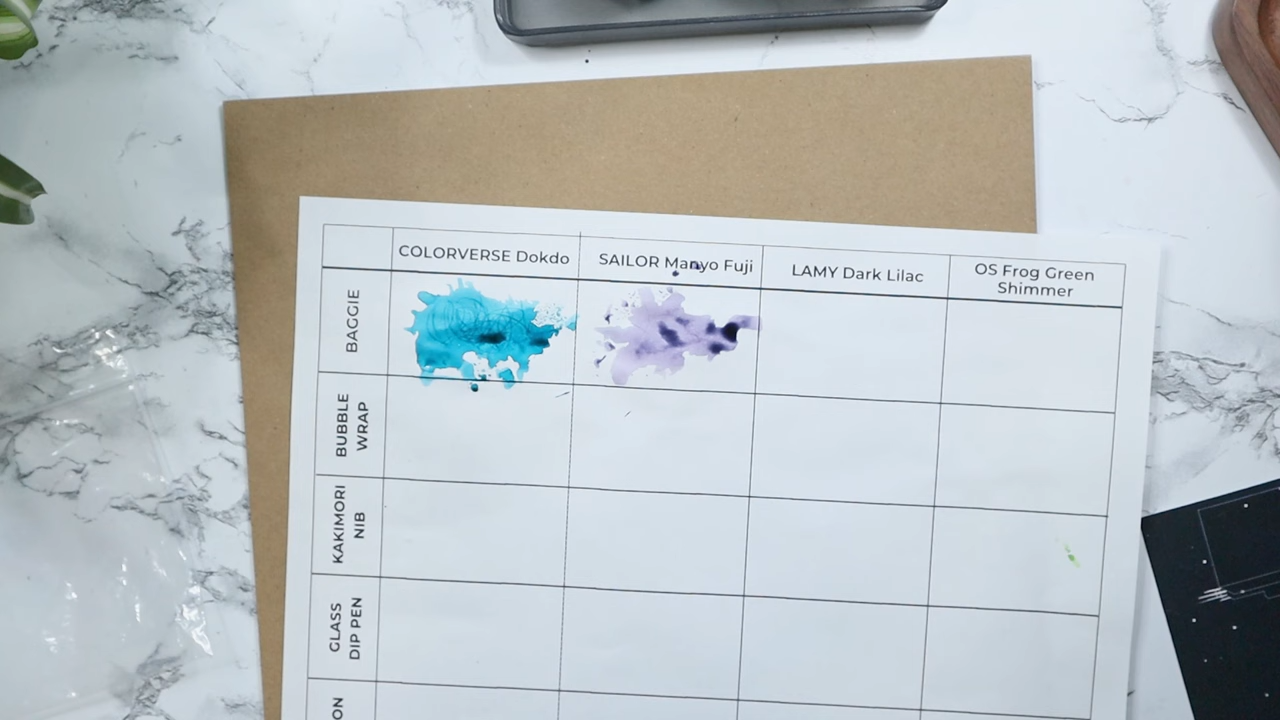 COLORVERSE Dokdo
SAILOR Manyo Fuji
LAMY Dark Lilac
OS Frog Green
Shimmer
BAGGIE
BUBBLE
WRAP
KAKIMORI
NIB
GLASS
DIP PEN
ON